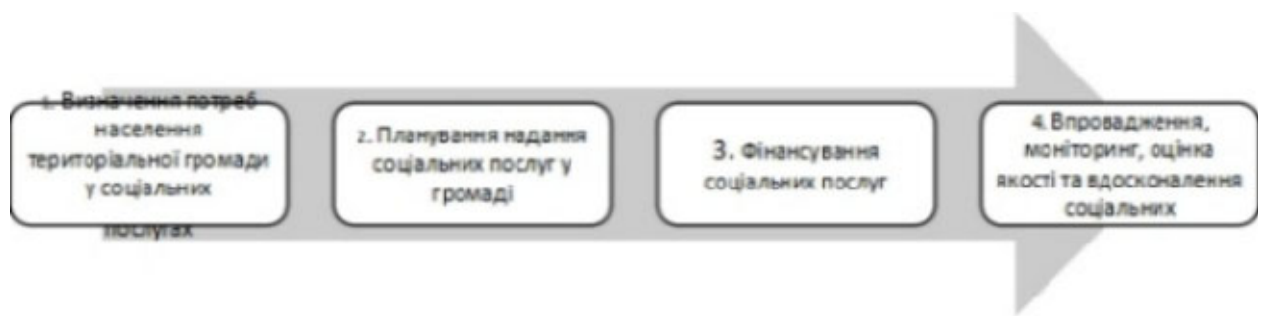 1. Визначення потреб
населення
територіальної громади
у соціальних
послугах
2. Планування надання
соціальних послуг у
громаді
3. Фінансування
соціальних послуг
4. Впровадження,
моніторинг, оцінка
якості та вдосконалення
соціальних